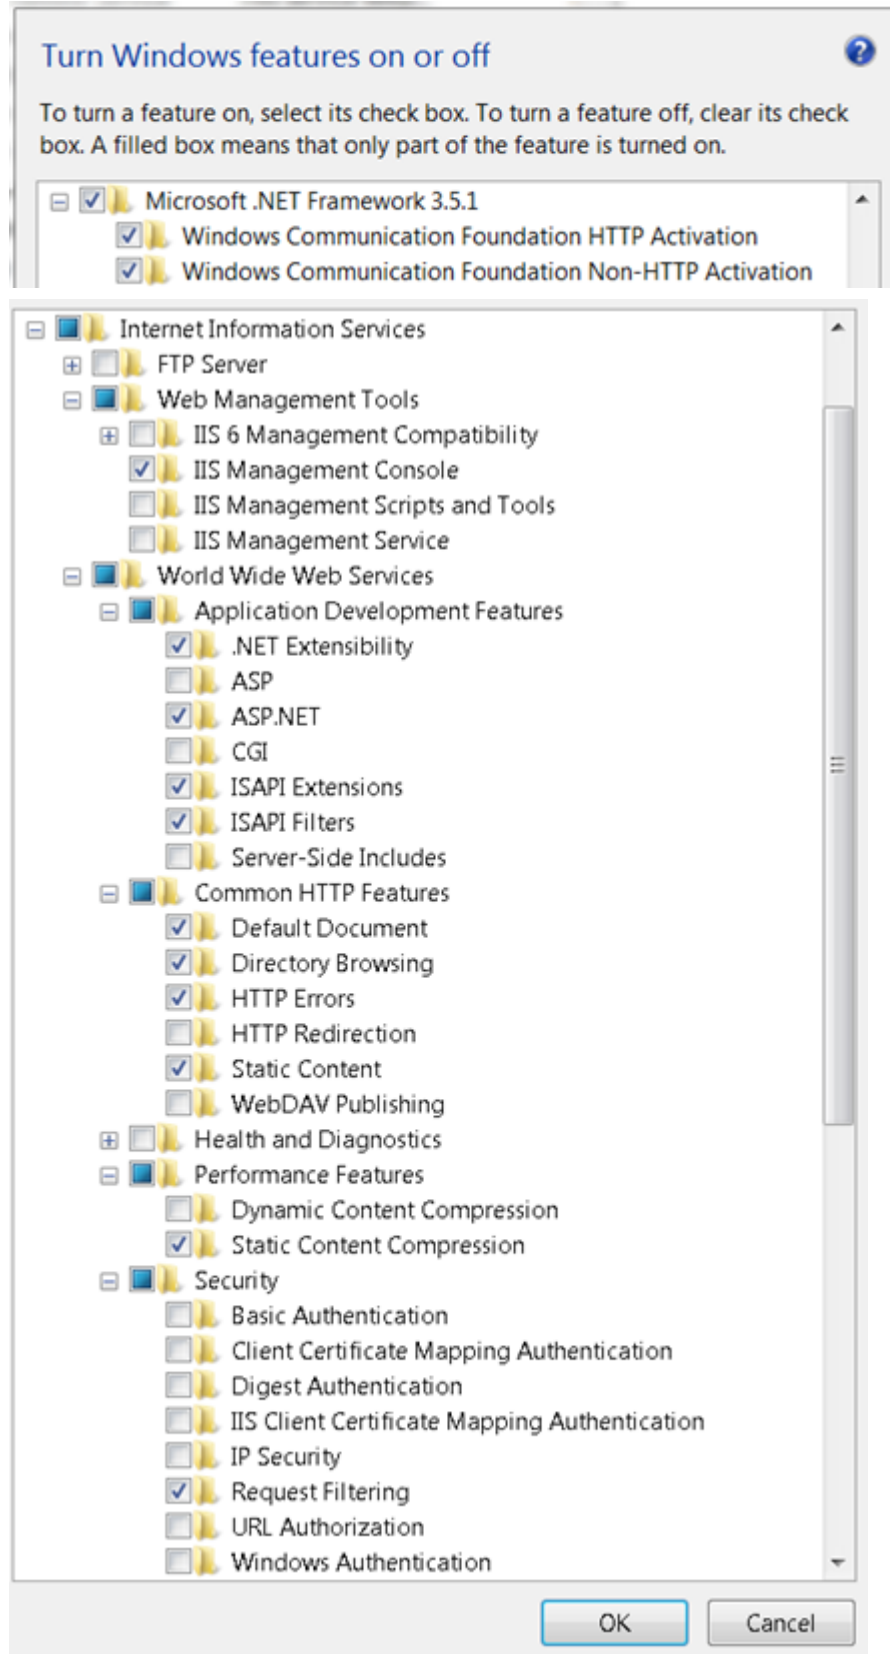 Turn Windows features on or off
To turn a feature on, select its check box. To turn a feature off, clear its check
box. A filled box means that only part of the feature is turned on.
Microsoft .NET Framework 3.5.1
Windows Communication Foundation HTTP Activation
Windows Communication Foundation Non-HTTP Activation
Internet Information Services
FTP Server
Web Management Tools
IIS 6 Management Compatibility
IIS Management Console
IIS Management Scripts and Tools
IIS Management Service
World Wide Web Services
Application Development Features
.NET Extensibility
ASP
ASP.NET
CGI
ISAPI Extensions
ISAPI Filters
Server-Side Includes
Common HTTP Features
Default Document
Directory Browsing
HTTP Errors
HTTP Redirection
Static Content
WebDAV Publishing
Health and Diagnostics
Performance Features
Dynamic Content Compression
Static Content Compression
Security
Basic Authentication
Client Certificate Mapping Authentication
Digest Authentication
IIS Client Certificate Mapping Authentication
IP Security
Request Filtering
URL Authorization
Windows Authentication
OK Cancel